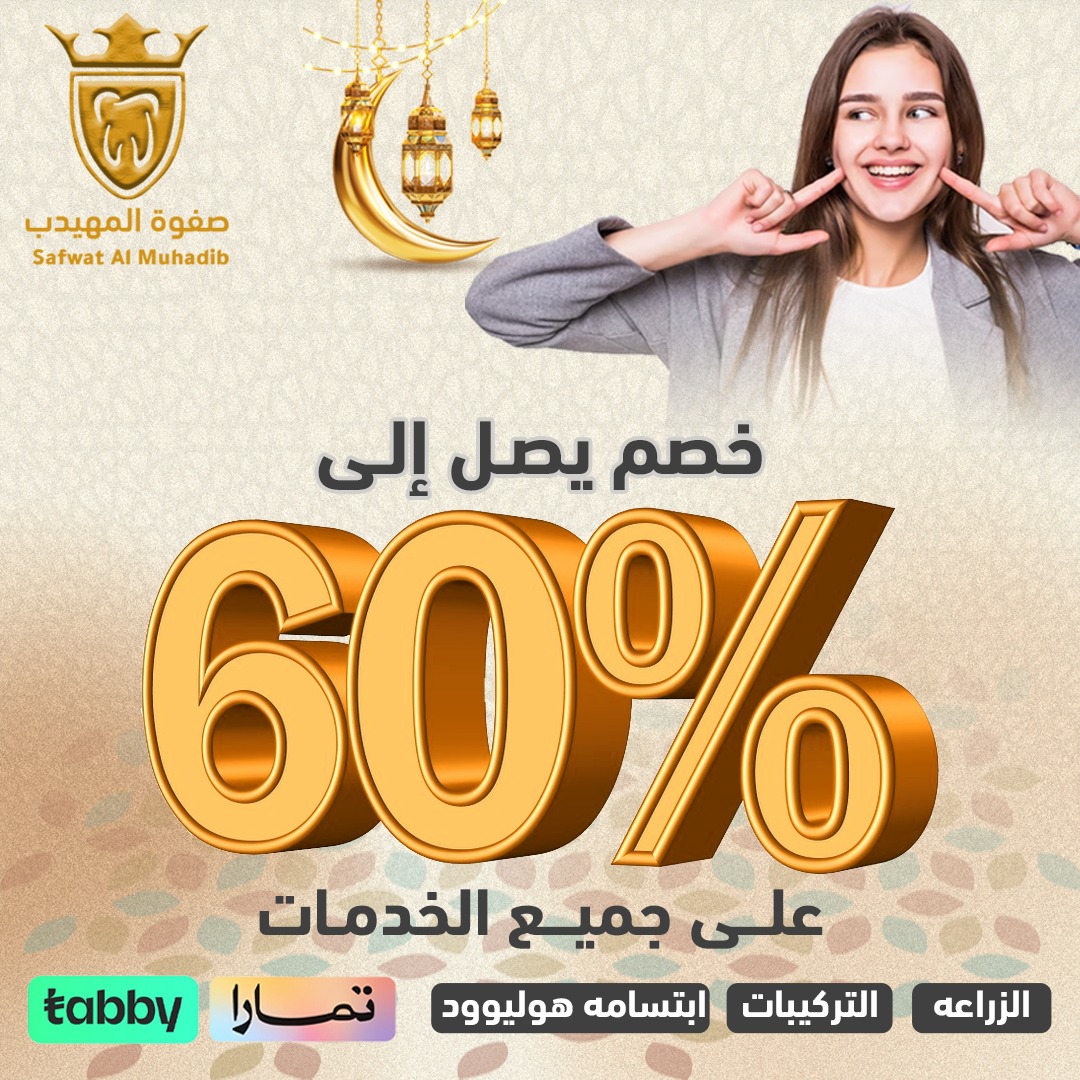 صفوة المهيدب
Safwat Al Muhadib
خصم يصل إلى
60%
على جميع الخدمات
الزراعه
التركيبات
ابتسامه هوليوود
تمارا
tabby